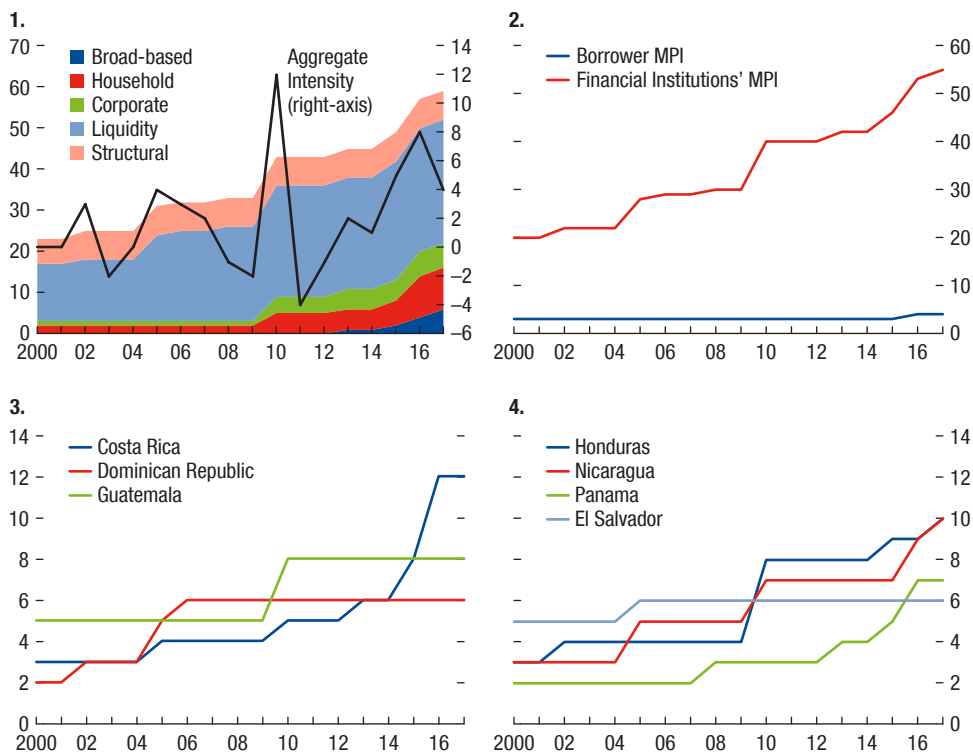 1.
70
60
50
40
30
20
10
0
Broad-based
Household
Corporate
Liquidity
Structural
Aggregate
Intensity
(right-axis)
14
12
10
8
6
4
2
0
–2
–4
–6
2000 02 04 06 08 10 12 14 16
2.
Borrower MPI
Financial Institutions’ MPI
60
50
40
30
20
10
0
2000 02 04 06 08 10 12 14 16
3.
14
12
10
8
6
4
2
0
Costa Rica
Dominican Republic
Guatemala
2000 02 04 06 08 10 12 14 16
4.
Honduras
Nicaragua
Panama
El Salvador
14
12
10
8
6
4
2
0
2000 02 04 06 08 10 12 14 16